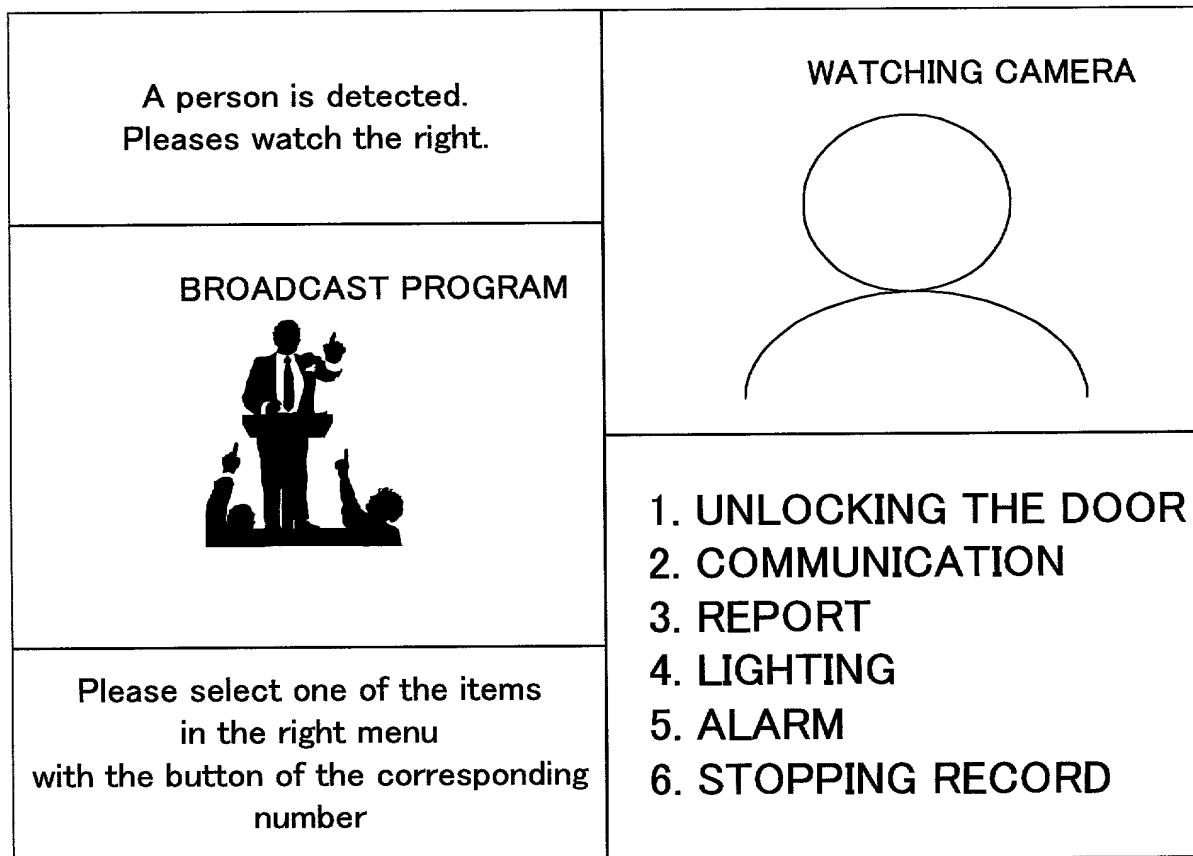 A person is detected.
Pleases watch the right.
BROADCAST PROGRAM
Please select one of the items
in the right menu
with the button of the corresponding
number
WATCHING CAMERA
1. UNLOCKING THE DOOR
2. COMMUNICATION
3. REPORT
4. LIGHTING
5. ALARM
6. STOPPING RECORD